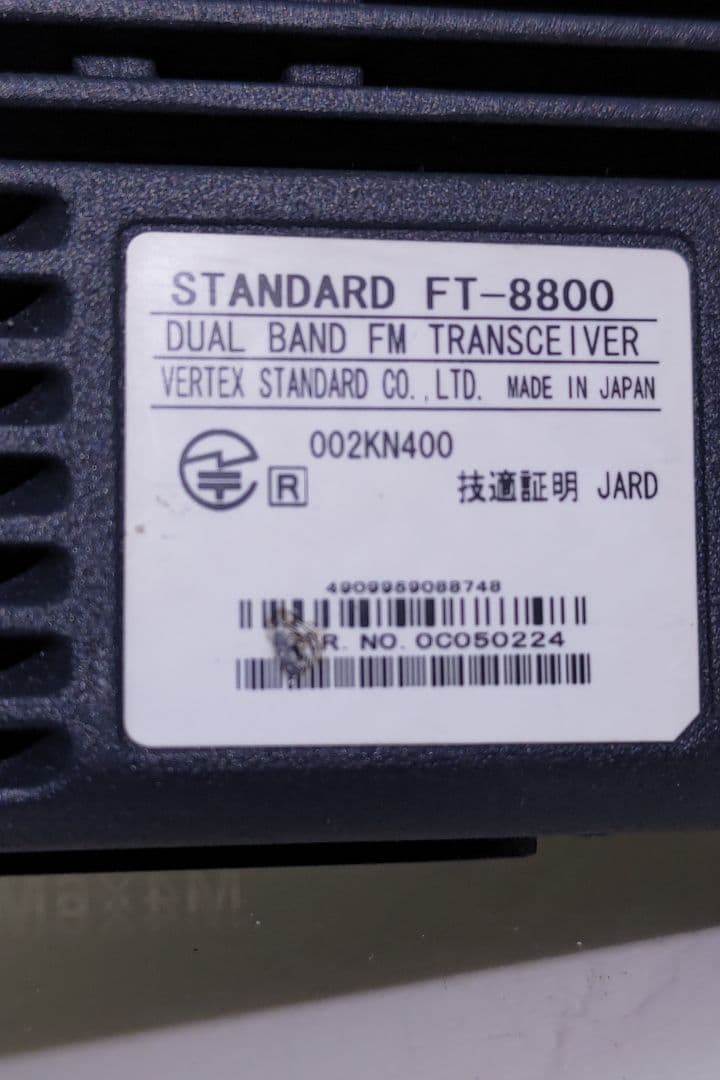 STANDARD FT-8800
DUAL BAND FM TRANSCEIVER
VERTEX STANDARD CO.,LTD. MADE IN JAPAN
002KN400
R 技適証明 JARD
4909959088748
R. NO. 0C050224